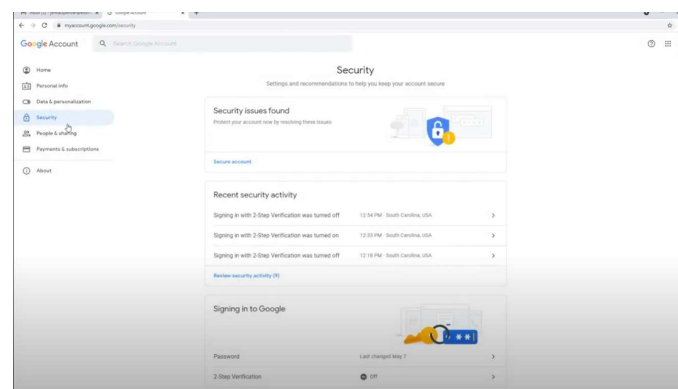 Google Account
myaccount.google.com/security
Google Account
Search Google Account
Home
Personal info
Data & personalization
Security
People & sharing
Payments & subscriptions
About
Security
Settings and recommendations to help you keep your account secure
Security issues found
Protect your account now by resolving these issues
Secure account
Recent security activity
Signing in with 2-Step Verification was turned off 12:54 PM South Carolina, USA
Signing in with 2-Step Verification was turned on 12:53 PM South Carolina, USA
Signing in with 2-Step Verification was turned off 12:18 PM South Carolina, USA
Review security activity (9)
Signing in to Google
Password Last changed May 1
2-Step Verification Off